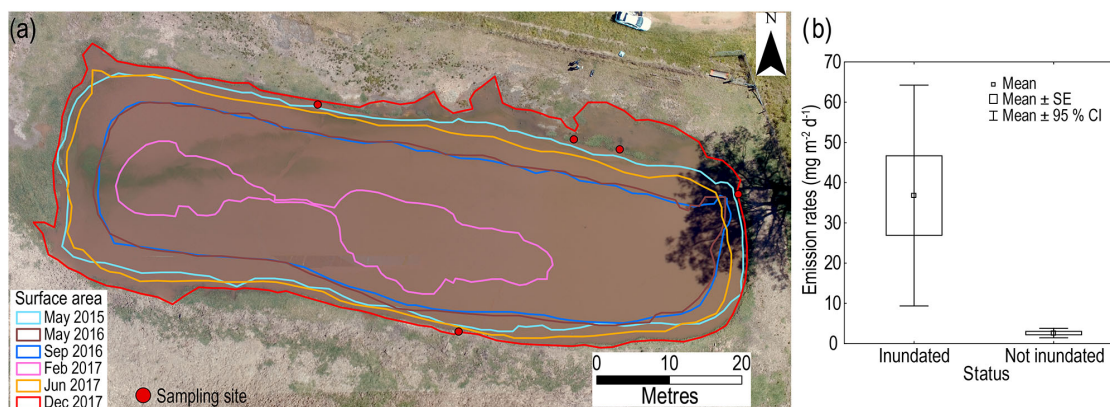 (a)
N
Surface area
May 2015
May 2016
Sep 2016
Feb 2017
Jun 2017
Dec 2017
Sampling site
0 10 20
Metres
(b)
70
60
50
40
30
20
10
0
Emission rates (mg m⁻² d⁻¹)
Mean
Mean ± SE
Mean ± 95 % CI
Inundated Not inundated
Status